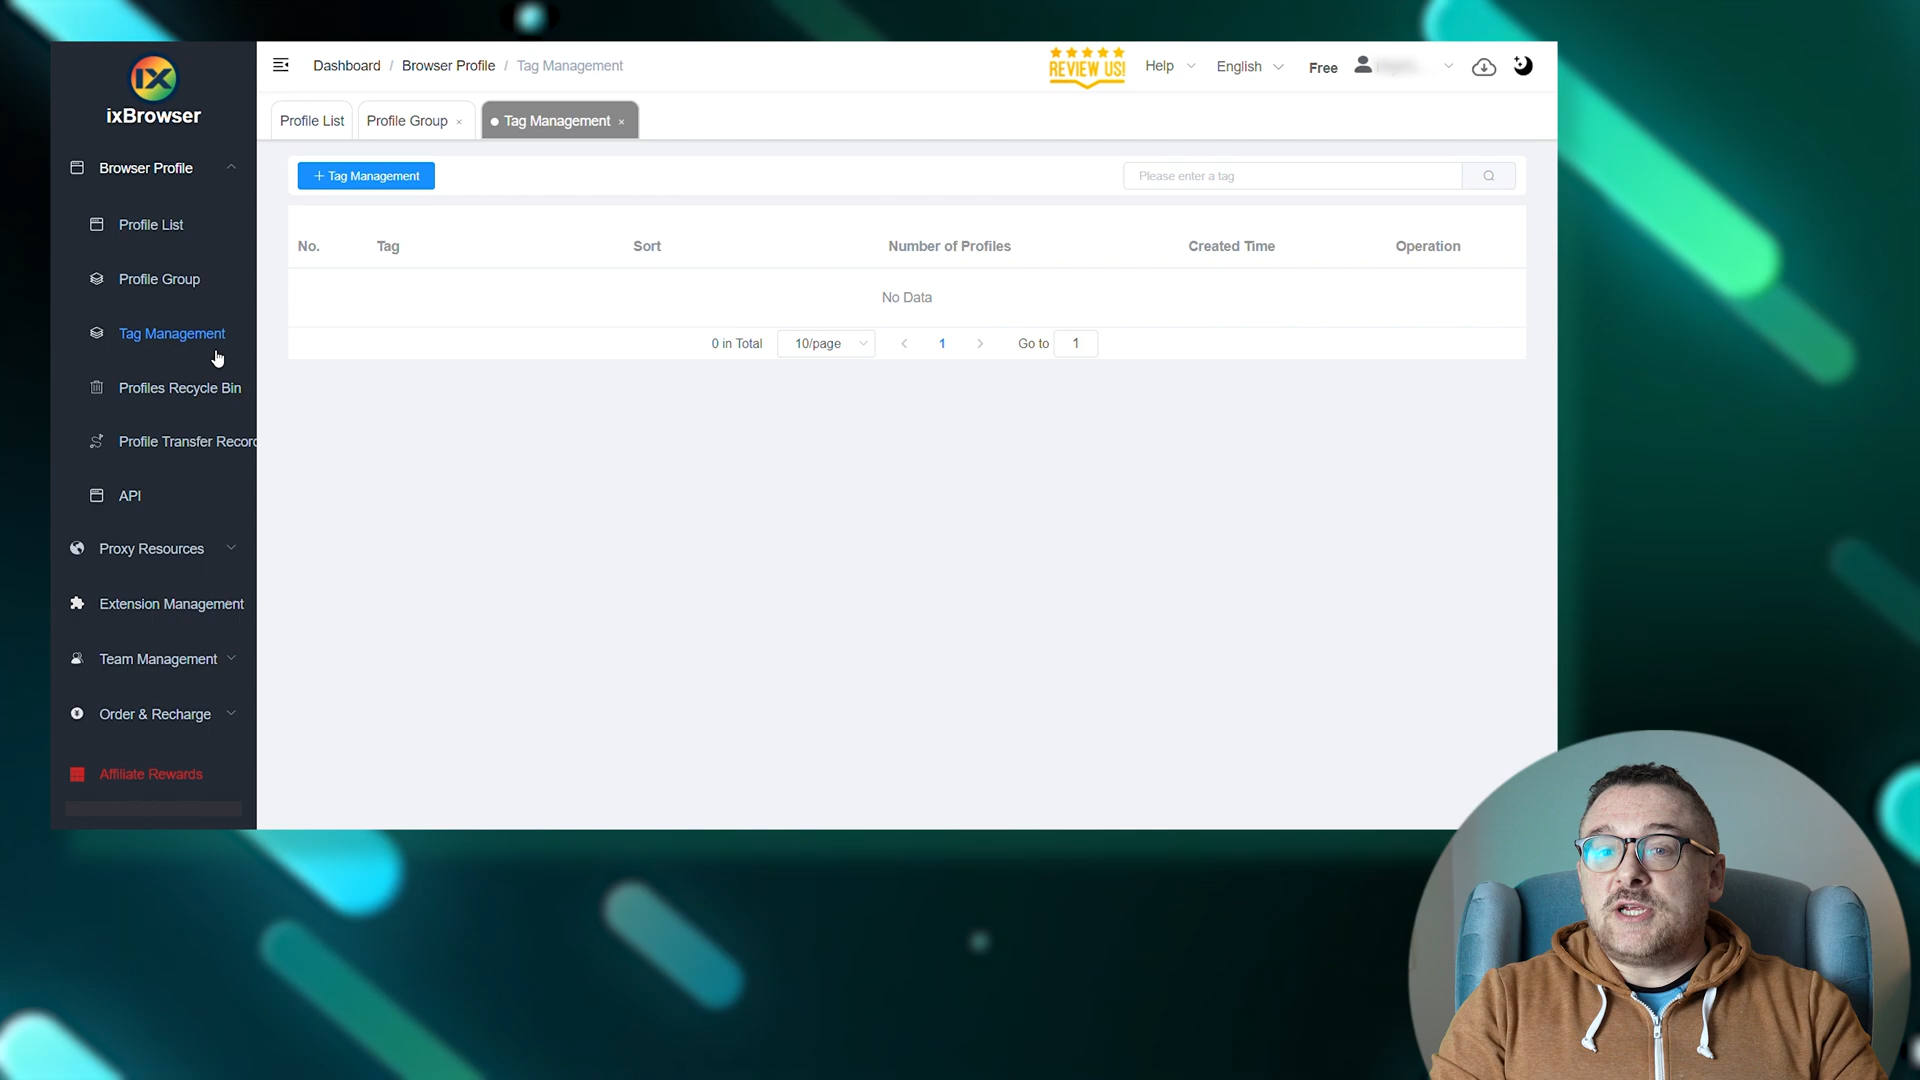 IX
ixBrowser
Dashboard / Browser Profile / Tag Management
REVIEW US!
Help
English
Free
Profile List
Profile Group ×
Tag Management ×
+ Tag Management
Please enter a tag
No. Tag Sort Number of Profiles Created Time Operation
No Data
0 in Total 10/page < 1 > Go to 1
Browser Profile
Profile List
Profile Group
Tag Management
Profiles Recycle Bin
Profile Transfer Record
API
Proxy Resources
Extension Management
Team Management
Order & Recharge
Affiliate Rewards